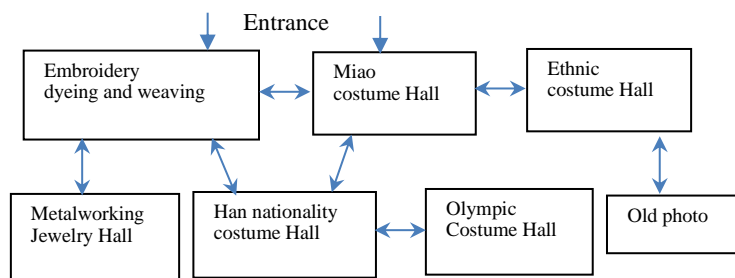 Entrance
Embroidery
dyeing and weaving
Miao
costume Hall
Ethnic
costume Hall
Metalworking
Jewelry Hall
Han nationality
costume Hall
Olympic
Costume Hall
Old photo